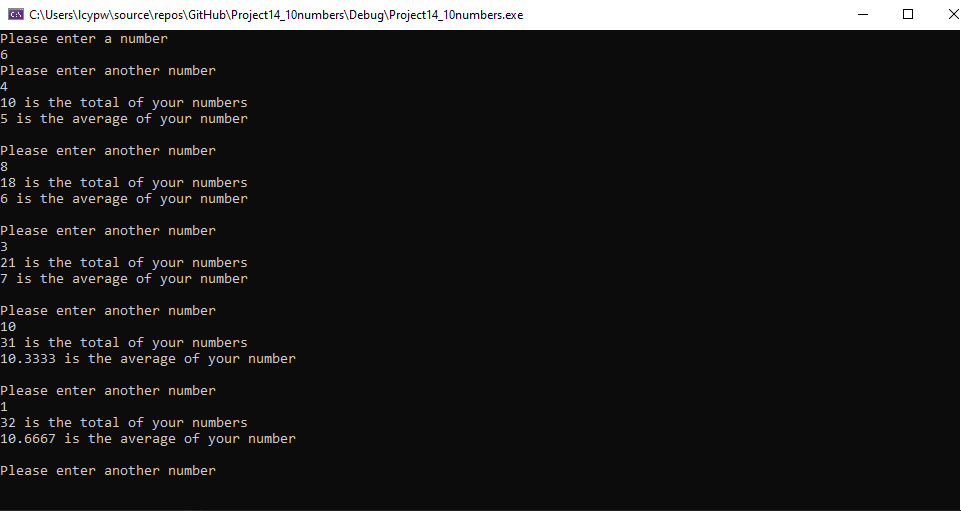 C:\Users\lcypw\source\repos\GitHub\Project14_10numbers\Debug\Project14_10numbers.exe
Please enter a number
6
Please enter another number
4
10 is the total of your numbers
5 is the average of your number
Please enter another number
8
18 is the total of your numbers
6 is the average of your number
Please enter another number
3
21 is the total of your numbers
7 is the average of your number
Please enter another number
10
31 is the total of your numbers
10.3333 is the average of your number
Please enter another number
1
32 is the total of your numbers
10.6667 is the average of your number
Please enter another number